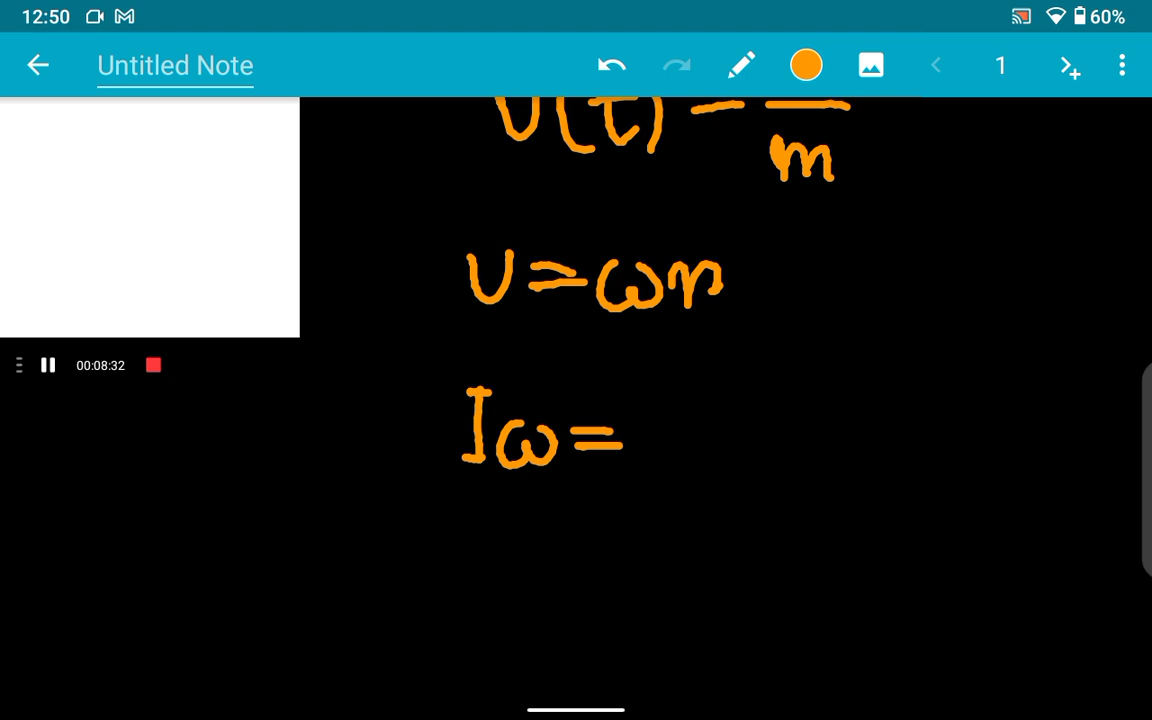 12:50 60%
Untitled Note 1
v(t) =
m
v = ωr
00:08:32
Iω =